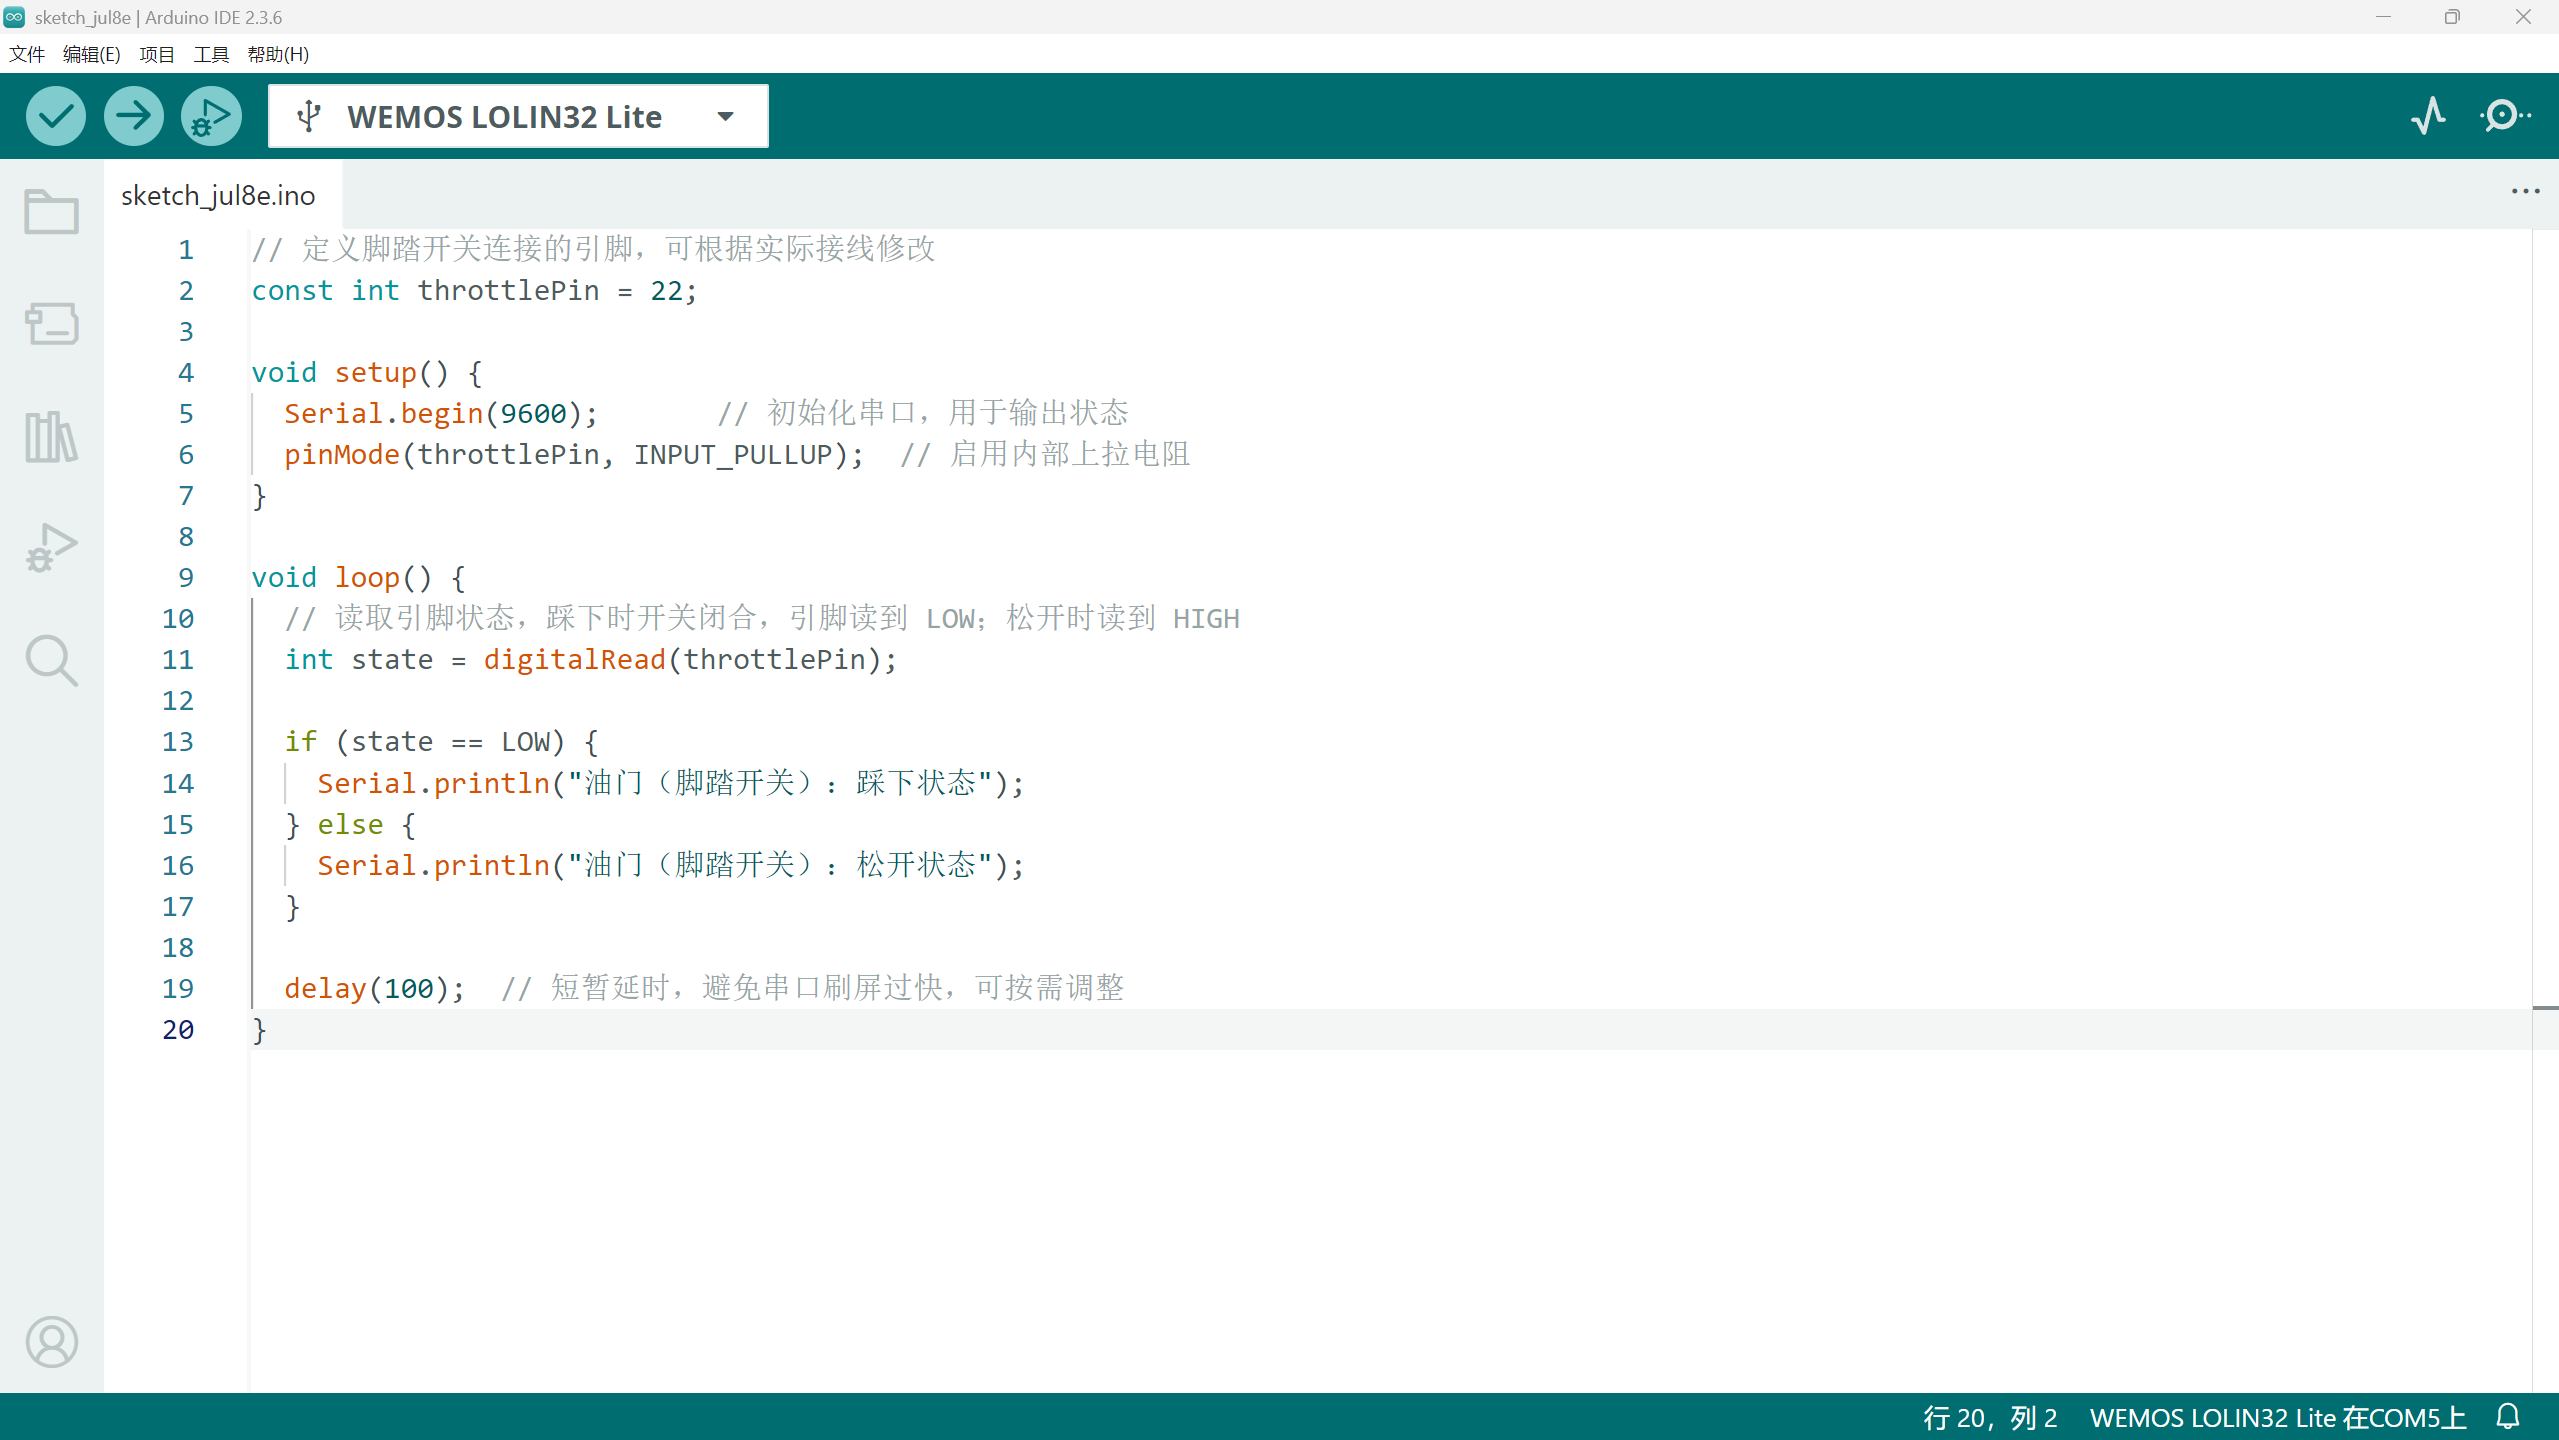 sketch_jul8e | Arduino IDE 2.3.6
文件 编辑(E) 项目 工具 帮助(H)
WEMOS LOLIN32 Lite
sketch_jul8e.ino
1 // 定义脚踏开关连接的引脚，可根据实际接线修改
2 const int throttlePin = 22;
3
4 void setup() {
5   Serial.begin(9600);       // 初始化串口，用于输出状态
6   pinMode(throttlePin, INPUT_PULLUP);  // 启用内部上拉电阻
7 }
8
9 void loop() {
10   // 读取引脚状态，踩下时开关闭合，引脚读到 LOW；松开时读到 HIGH
11   int state = digitalRead(throttlePin);
12
13   if (state == LOW) {
14     Serial.println("油门（脚踏开关）：踩下状态");
15   } else {
16     Serial.println("油门（脚踏开关）：松开状态");
17   }
18
19   delay(100);  // 短暂延时，避免串口刷屏过快，可按需调整
20 }
行 20，列 2 WEMOS LOLIN32 Lite 在COM5上